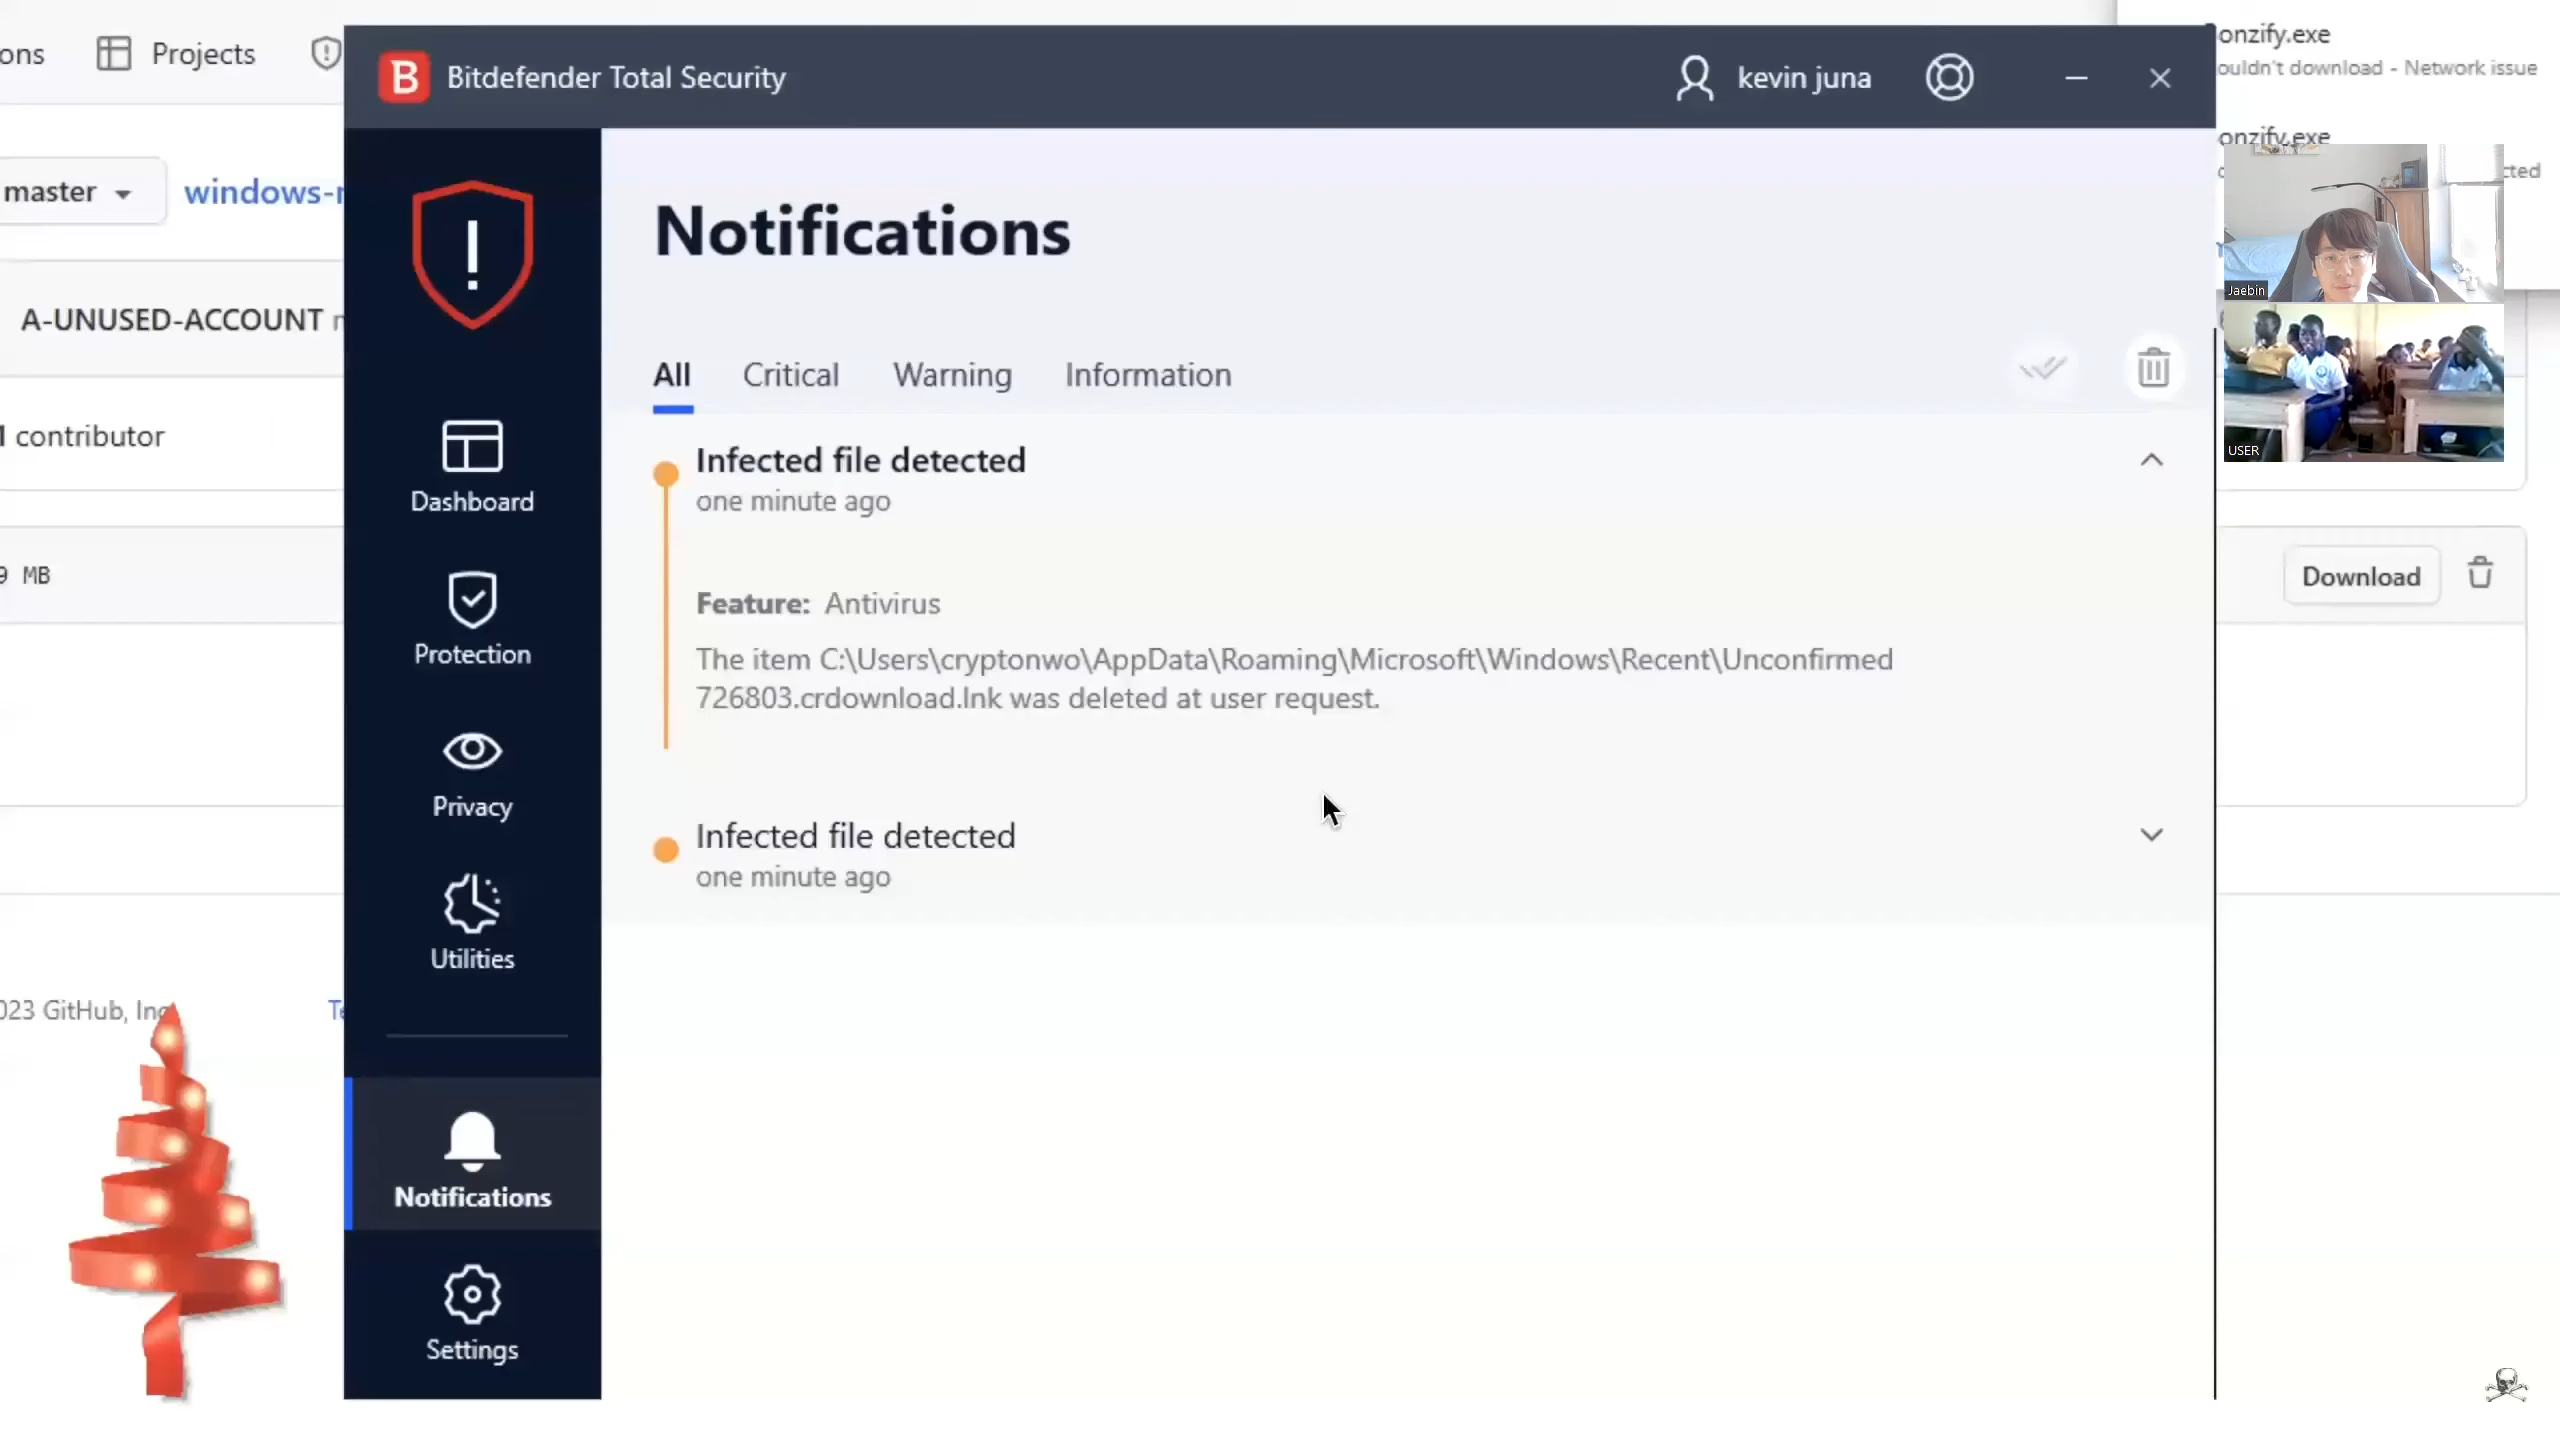 ons
Projects
B Bitdefender Total Security
kevin juna
onzify.exe
ouldn't download - Network issue
onzify.exe
cted
master
windows-
A-UNUSED-ACCOUNT
contributor
9 MB
Download
023 GitHub, Inc
Dashboard
Protection
Privacy
Utilities
Notifications
Settings
Notifications
All
Critical
Warning
Information
Infected file detected
one minute ago
Feature: Antivirus
The item C:\Users\cryptonwo\AppData\Roaming\Microsoft\Windows\Recent\Unconfirmed
726803.crdownload.lnk was deleted at user request.
Infected file detected
one minute ago
Jaebin
USER